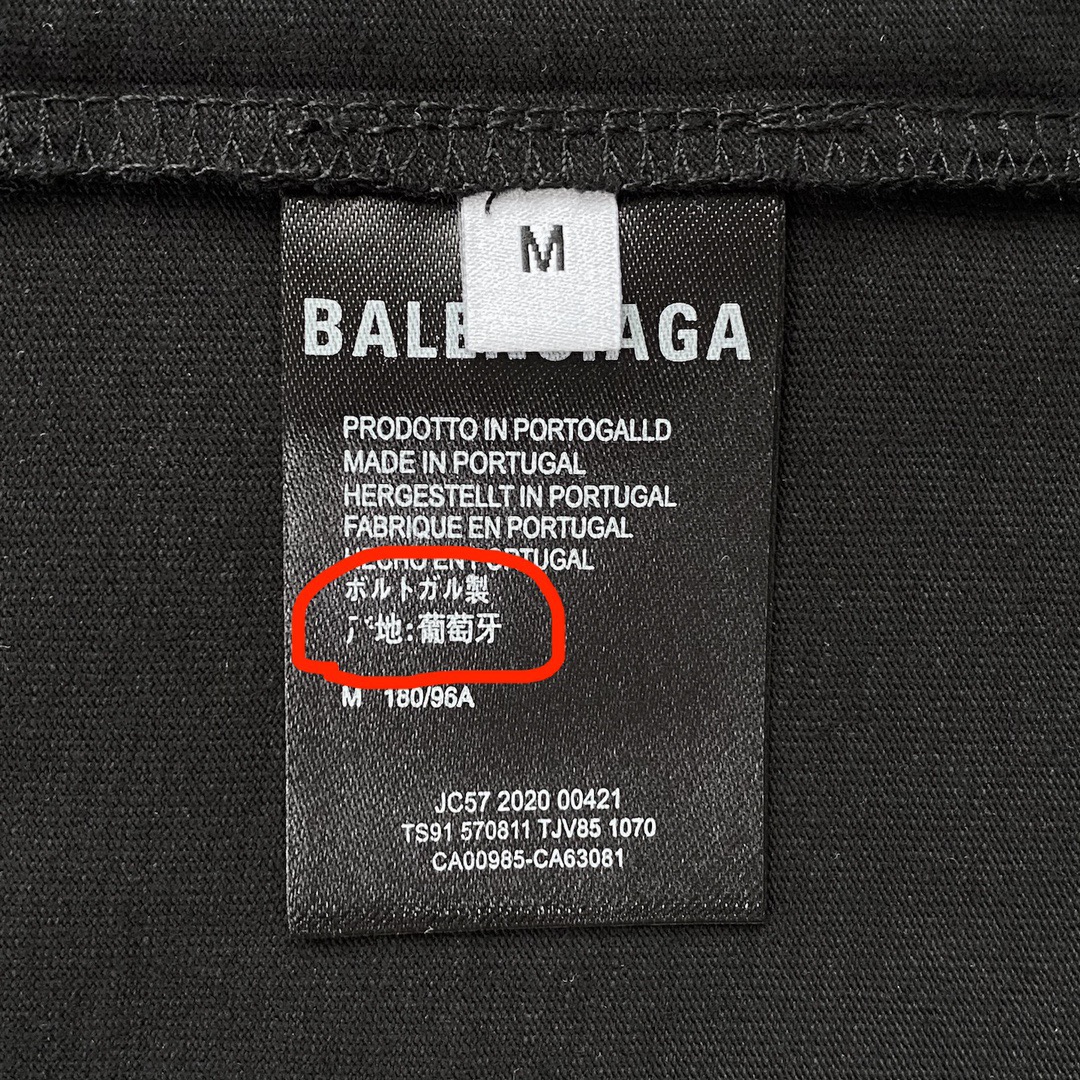 M
BALENCIAGA
PRODOTTO IN PORTOGALLD
MADE IN PORTUGAL
HERGESTELLT IN PORTUGAL
FABRIQUE EN PORTUGAL
HECHO EN PORTUGAL
ボルトガル製
产地:葡萄牙
M 180/96A
JC57 2020 00421
TS91 570811 TJV85 1070
CA00985-CA63081